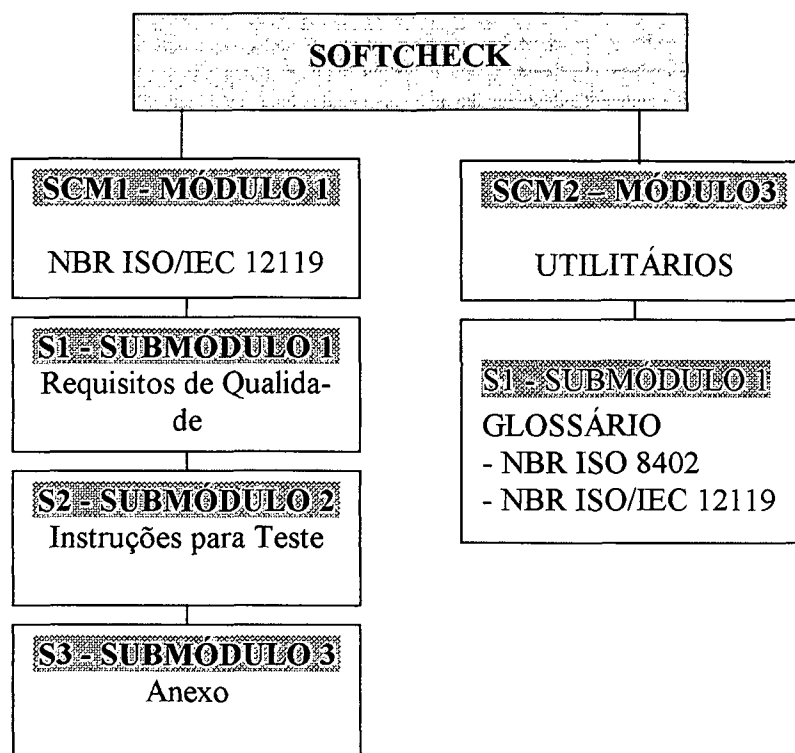 SOFTCHECK
SCM1 - MÓDULO 1
NBR ISO/IEC 12119
S1 - SUBMÓDULO 1
Requisitos de Qualida-
de
S2 - SUBMÓDULO 2
Instruções para Teste
S3 - SUBMÓDULO 3
Anexo
SCM2 – MÓDULO3
UTILITÁRIOS
S1 - SUBMÓDULO 1
GLOSSÁRIO
- NBR ISO 8402
- NBR ISO/IEC 12119